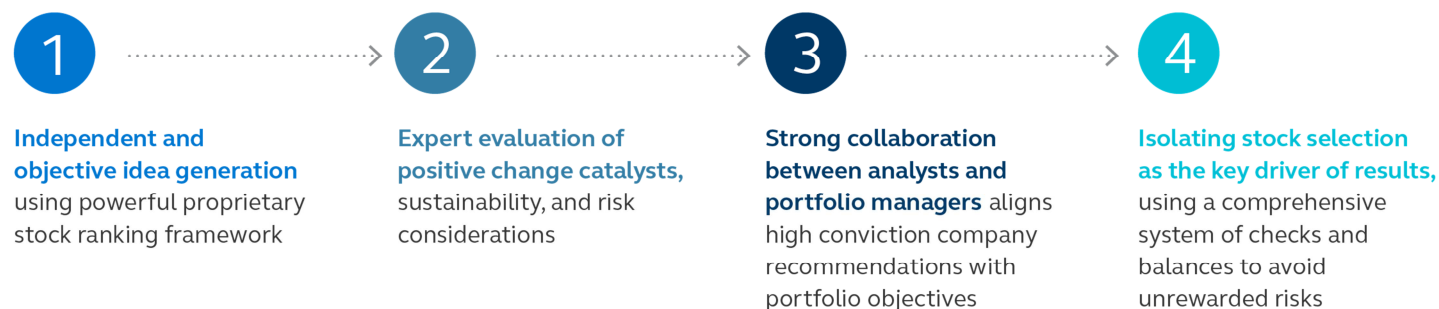 1
2
3
4
Independent and
objective idea generation
using powerful proprietary
stock ranking framework
Expert evaluation of
positive change catalysts,
sustainability, and risk
considerations
Strong collaboration
between analysts and
portfolio managers aligns
high conviction company
recommendations with
portfolio objectives
Isolating stock selection
as the key driver of results,
using a comprehensive
system of checks and
balances to avoid
unrewarded risks